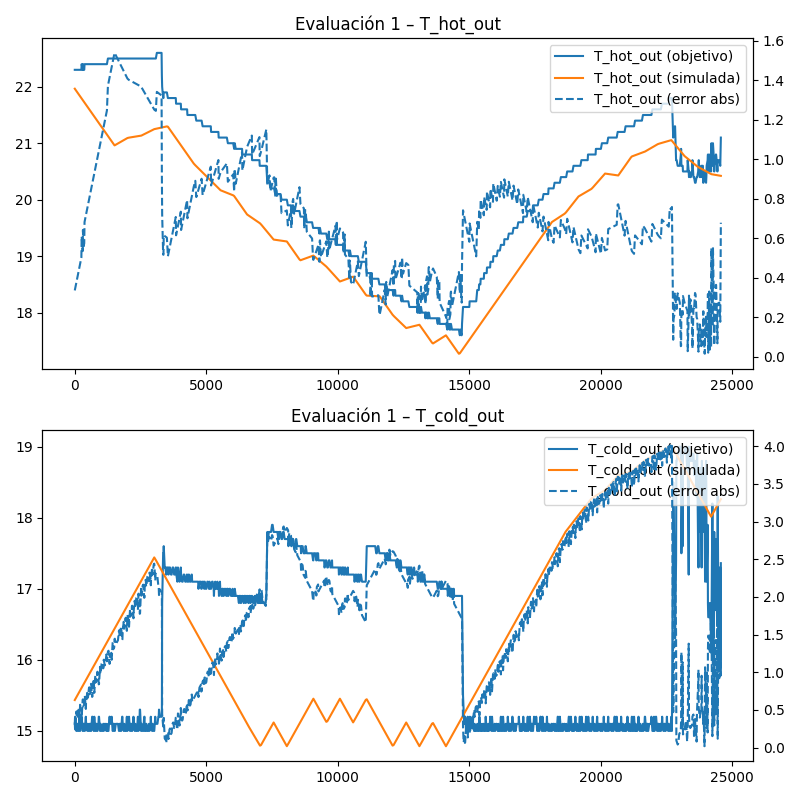 Evaluación 1 – T_hot_out
T_hot_out (objetivo)
T_hot_out (simulada)
T_hot_out (error abs)
22
21
20
19
18
1.6
1.4
1.2
1.0
0.8
0.6
0.4
0.2
0.0
0 5000 10000 15000 20000 25000
Evaluación 1 – T_cold_out
T_cold_out (objetivo)
T_cold_out (simulada)
T_cold_out (error abs)
19
18
17
16
15
4.0
3.5
3.0
2.5
2.0
1.5
1.0
0.5
0.0
0 5000 10000 15000 20000 25000